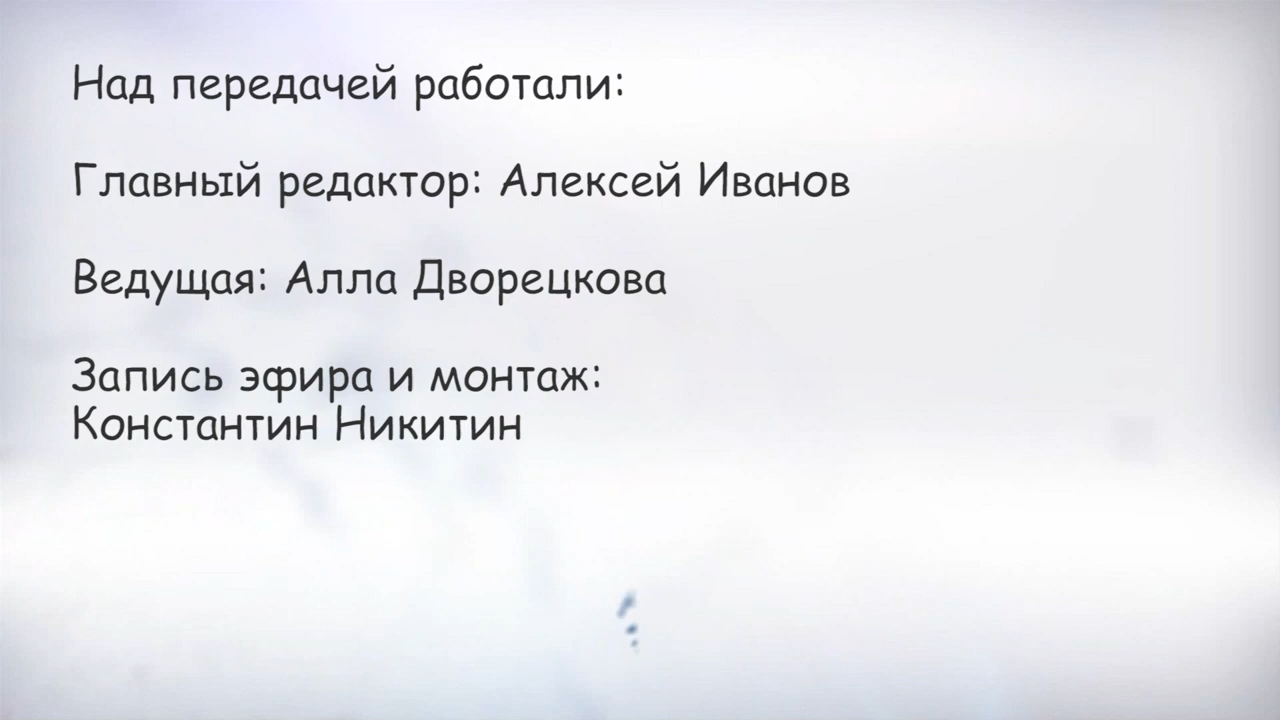 Над передачей работали:
Главный редактор: Алексей Иванов
Ведущая: Алла Дворецкова
Запись эфира и монтаж:
Константин Никитин